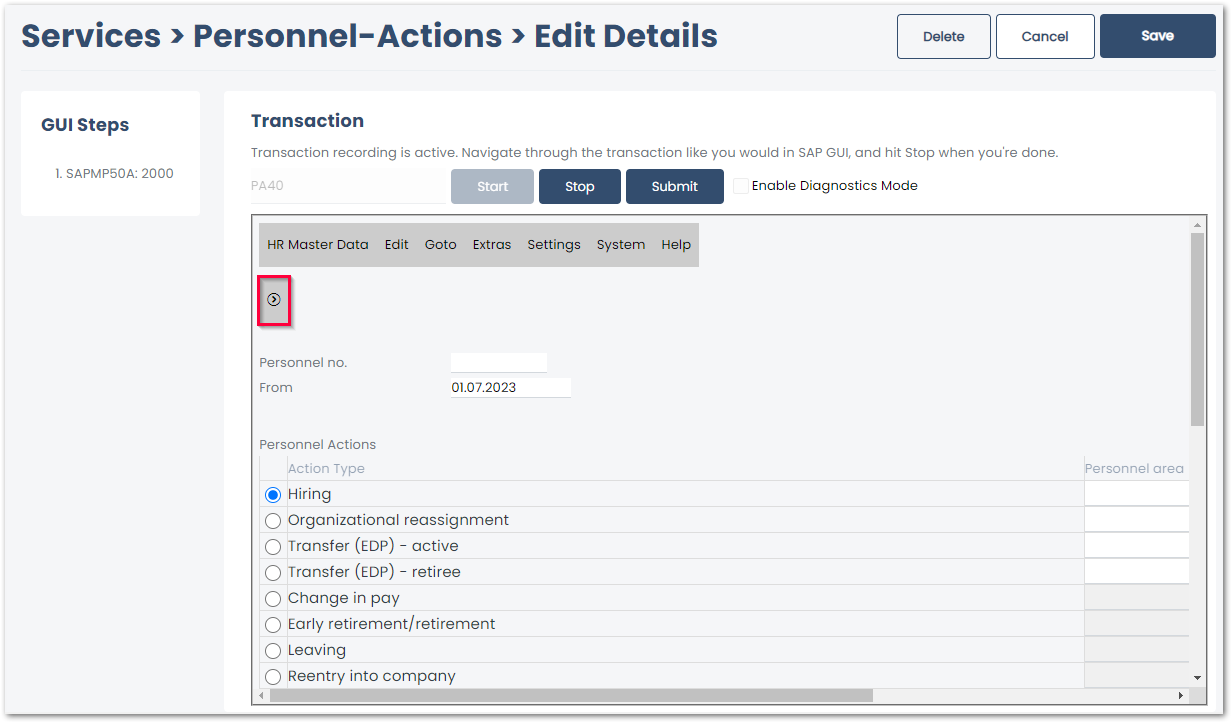 Services > Personnel-Actions > Edit Details
Delete
Cancel
Save
GUI Steps
1. SAPMP50A: 2000
Transaction
Transaction recording is active. Navigate through the transaction like you would in SAP GUI, and hit Stop when you're done.
PA40
Start
Stop
Submit
Enable Diagnostics Mode
HR Master Data Edit Goto Extras Settings System Help
Personnel no.
From 01.07.2023
Personnel Actions
Action Type Personnel area
Hiring
Organizational reassignment
Transfer (EDP) - active
Transfer (EDP) - retiree
Change in pay
Early retirement/retirement
Leaving
Reentry into company